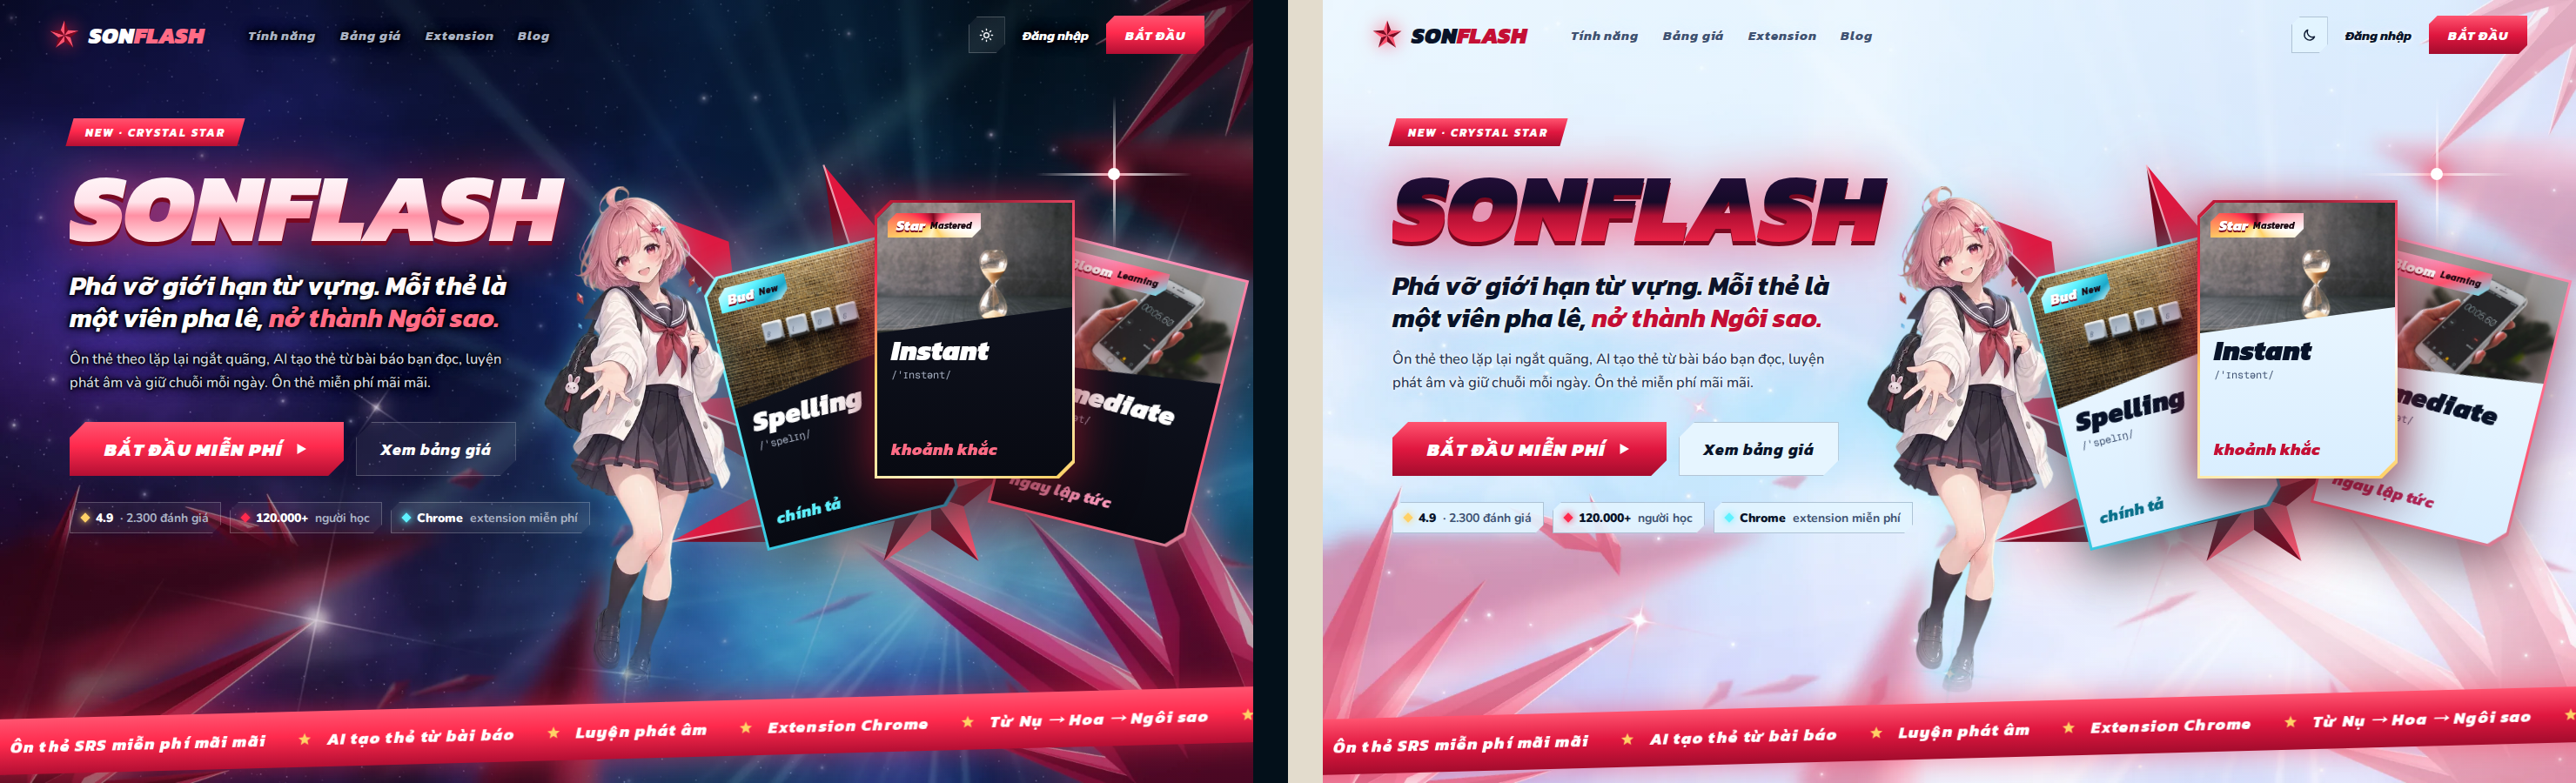 SONFLASH
Tính năng Bảng giá Extension Blog
Đăng nhập BẮT ĐẦU
NEW · CRYSTAL STAR
SONFLASH
Phá vỡ giới hạn từ vựng. Mỗi thẻ là
một viên pha lê, nở thành Ngôi sao.
Ôn thẻ theo lặp lại ngắt quãng, AI tạo thẻ từ bài báo bạn đọc, luyện
phát âm và giữ chuỗi mỗi ngày. Ôn thẻ miễn phí mãi mãi.
BẮT ĐẦU MIỄN PHÍ
Xem bảng giá
4.9 · 2.300 đánh giá
120.000+ người học
Chrome extension miễn phí
Bud New
Spelling
/ˈspelɪŋ/
chính tả
Star Mastered
Instant
/ˈɪnstənt/
khoảnh khắc
Bloom Learning
00:05.60
mediate
ngay lập tức
Ôn thẻ SRS miễn phí mãi mãi
AI tạo thẻ từ bài báo
Luyện phát âm
Extension Chrome
Từ Nụ → Hoa → Ngôi sao
SONFLASH
Tính năng Bảng giá Extension Blog
Đăng nhập BẮT ĐẦU
NEW · CRYSTAL STAR
SONFLASH
Phá vỡ giới hạn từ vựng. Mỗi thẻ là
một viên pha lê, nở thành Ngôi sao.
Ôn thẻ theo lặp lại ngắt quãng, AI tạo thẻ từ bài báo bạn đọc, luyện
phát âm và giữ chuỗi mỗi ngày. Ôn thẻ miễn phí mãi mãi.
BẮT ĐẦU MIỄN PHÍ
Xem bảng giá
4.9 · 2.300 đánh giá
120.000+ người học
Chrome extension miễn phí
Bud New
Spelling
/ˈspelɪŋ/
chính tả
Star Mastered
Instant
/ˈɪnstənt/
khoảnh khắc
Bloom Learning
00:05.60
mediate
ngay lập tức
Ôn thẻ SRS miễn phí mãi mãi
AI tạo thẻ từ bài báo
Luyện phát âm
Extension Chrome
Từ Nụ → Hoa → Ngôi sao